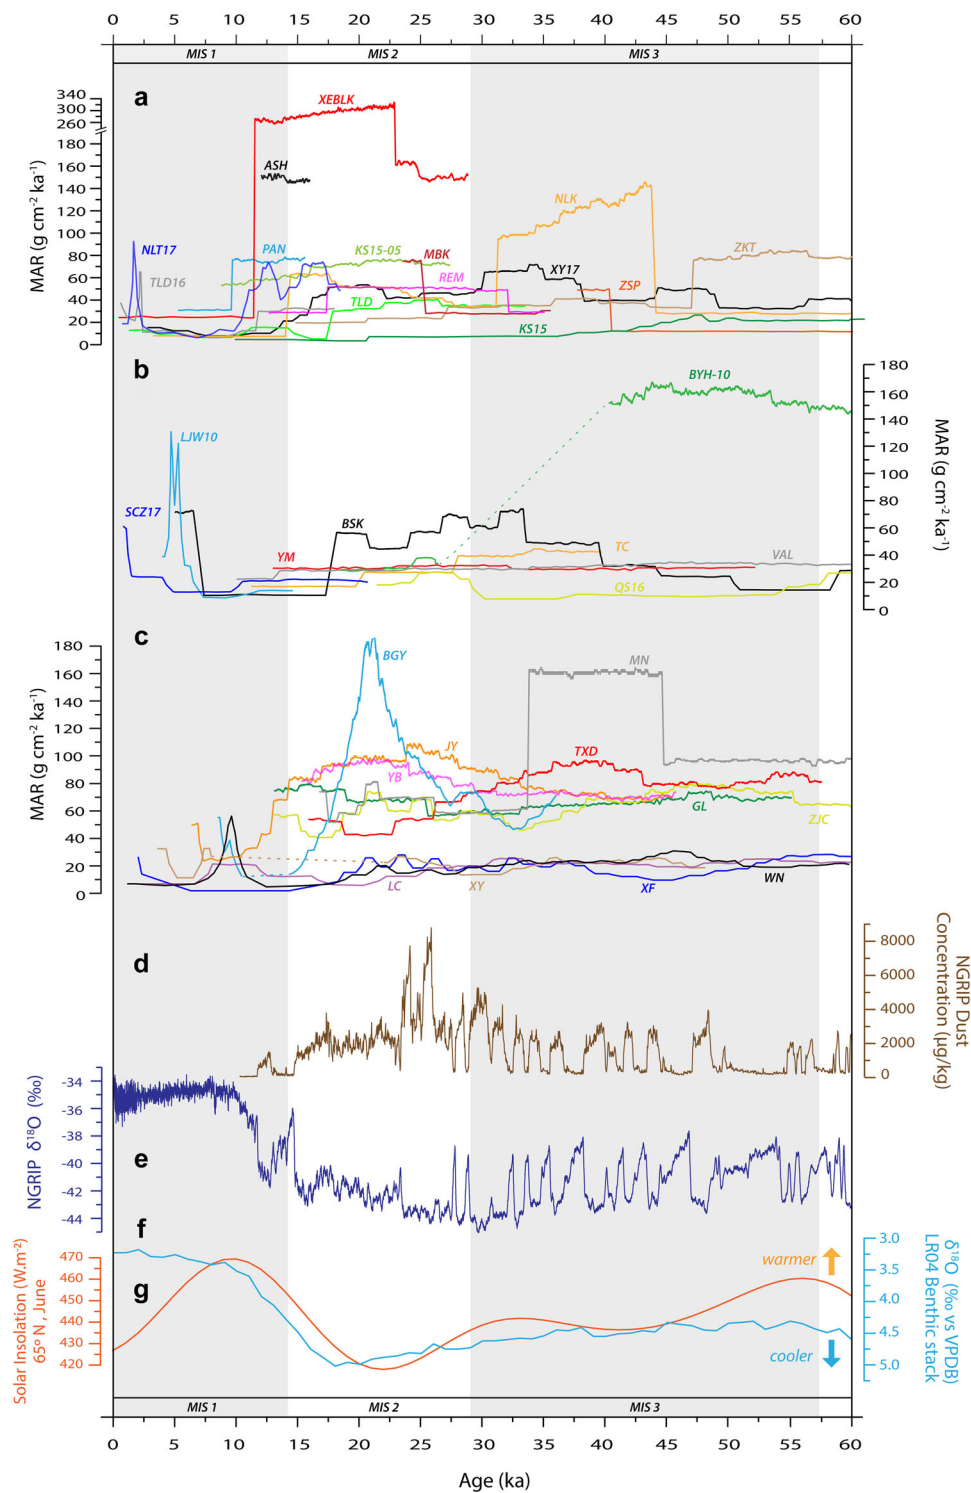 0 5 10 15 20 25 30 35 40 45 50 55 60
MIS 1 MIS 2 MIS 3
a
340
300
260
180
160
140
120
100
80
60
40
20
0
MAR (g cm⁻² ka⁻¹)
XEBLK
ASH
NLK
NLT17
TLD16
PAN
KS15-05
MBK
REM
XY17
ZKT
ZSP
TLD
KS15
b
180
160
140
120
100
80
60
40
20
0
MAR (g cm⁻² ka⁻¹)
BYH-10
LJW10
SCZ17
BSK
YM
TC
VAL
QS16
c
180
160
140
120
100
80
60
40
20
0
MAR (g cm⁻² ka⁻¹)
BGY
MN
JY
TXD
YB
GL
ZJC
LC
XY
XF
WN
d
8000
6000
4000
2000
0
NGRIP Dust
Concentration (µg/kg)
e
-34
-36
-38
-40
-42
-44
NGRIP δ¹⁸O (‰)
f
g
470
460
450
440
430
420
Solar Insolation (W.m⁻²)
65º N , June
3.0
3.5
4.0
4.5
5.0
δ¹⁸O (‰ vs VPDB)
LR04 Benthic stack
warmer
cooler
MIS 1 MIS 2 MIS 3
0 5 10 15 20 25 30 35 40 45 50 55 60
Age (ka)